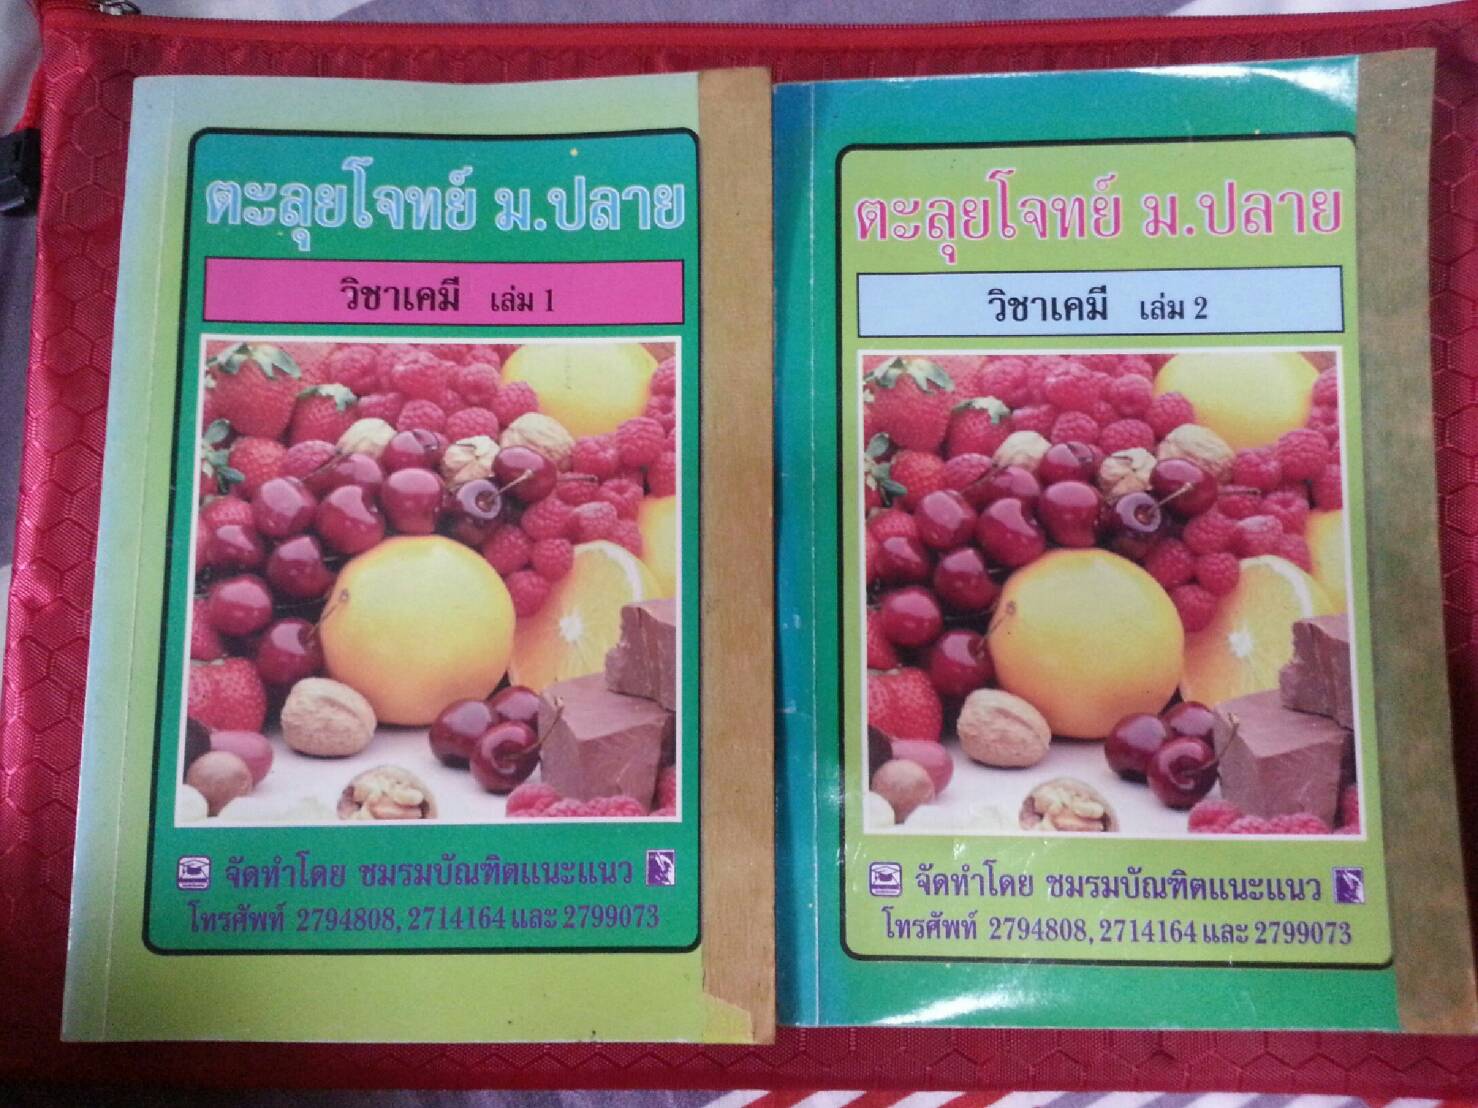 ตะลุยโจทย์ ม.ปลาย
วิชาเคมี เล่ม 1
จัดทำโดย ชมรมบัณฑิตแนะแนว
โทรศัพท์ 2794808, 2714164 และ 2799073
ตะลุยโจทย์ ม.ปลาย
วิชาเคมี เล่ม 2
จัดทำโดย ชมรมบัณฑิตแนะแนว
โทรศัพท์ 2794808, 2714164 และ 2799073